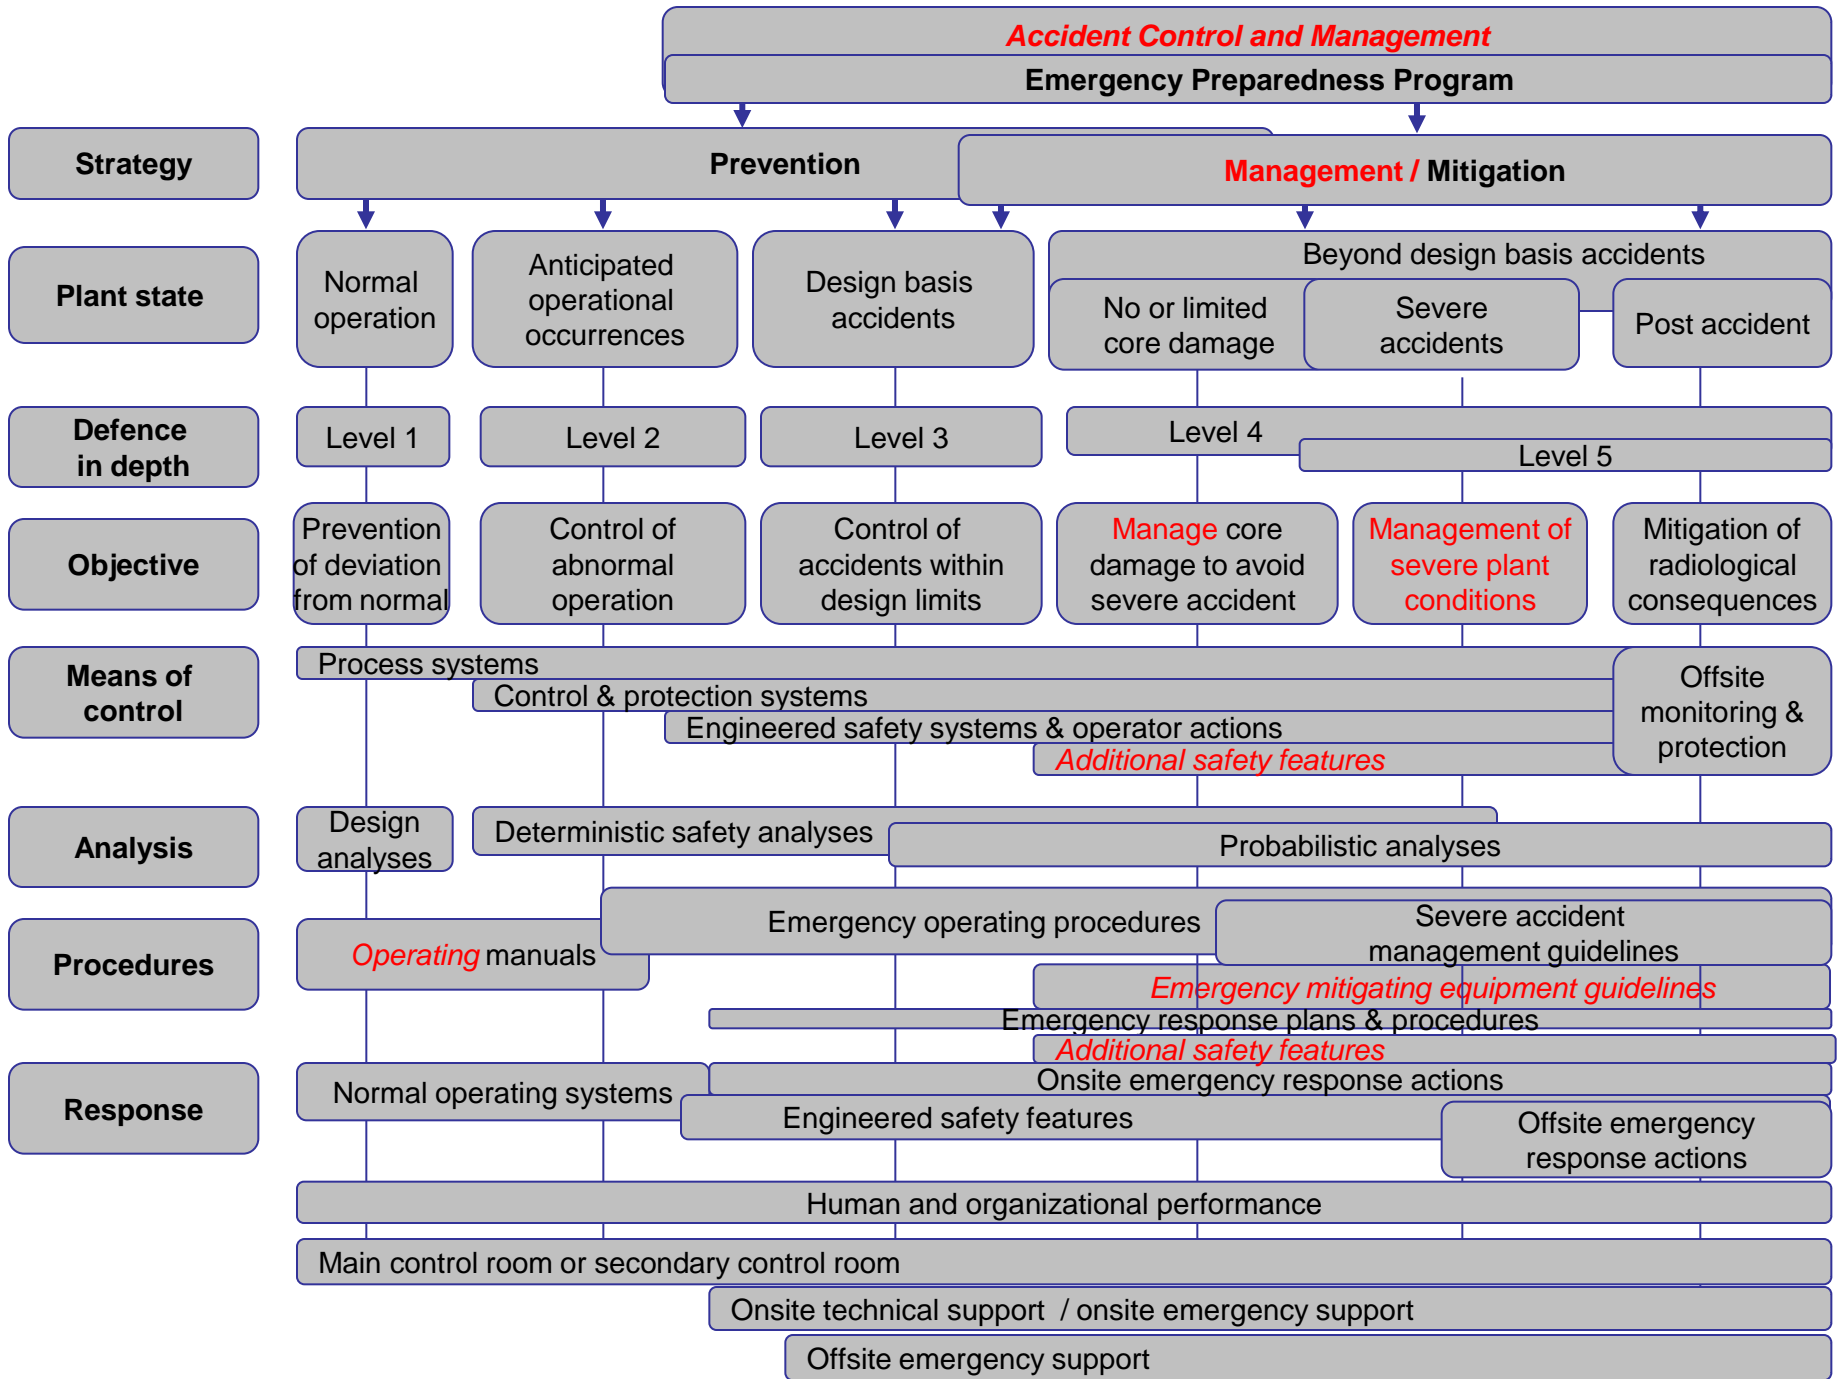 Accident Control and Management
Emergency Preparedness Program
Strategy
Prevention
Management / Mitigation
Plant state
Normal
operation
Anticipated
operational
occurrences
Design basis
accidents
Beyond design basis accidents
No or limited
core damage
Severe
accidents
Post accident
Defence
in depth
Level 1
Level 2
Level 3
Level 4
Level 5
Objective
Prevention
of deviation
from normal
Control of
abnormal
operation
Control of
accidents within
design limits
Manage core
damage to avoid
severe accident
Management of
severe plant
conditions
Mitigation of
radiological
consequences
Means of
control
Process systems
Control & protection systems
Engineered safety systems & operator actions
Additional safety features
Offsite
monitoring &
protection
Analysis
Design
analyses
Deterministic safety analyses
Probabilistic analyses
Procedures
Operating manuals
Emergency operating procedures
Severe accident
management guidelines
Emergency mitigating equipment guidelines
Emergency response plans & procedures
Additional safety features
Response
Normal operating systems
Onsite emergency response actions
Engineered safety features
Offsite emergency
response actions
Human and organizational performance
Main control room or secondary control room
Onsite technical support / onsite emergency support
Offsite emergency support